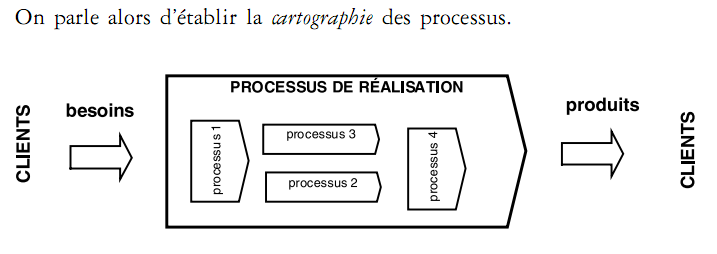 On parle alors d'établir la cartographie des processus.
PROCESSUS DE RÉALISATION
CLIENTS
besoins
processus 1
processus 3
processus 2
processus 4
produits
CLIENTS